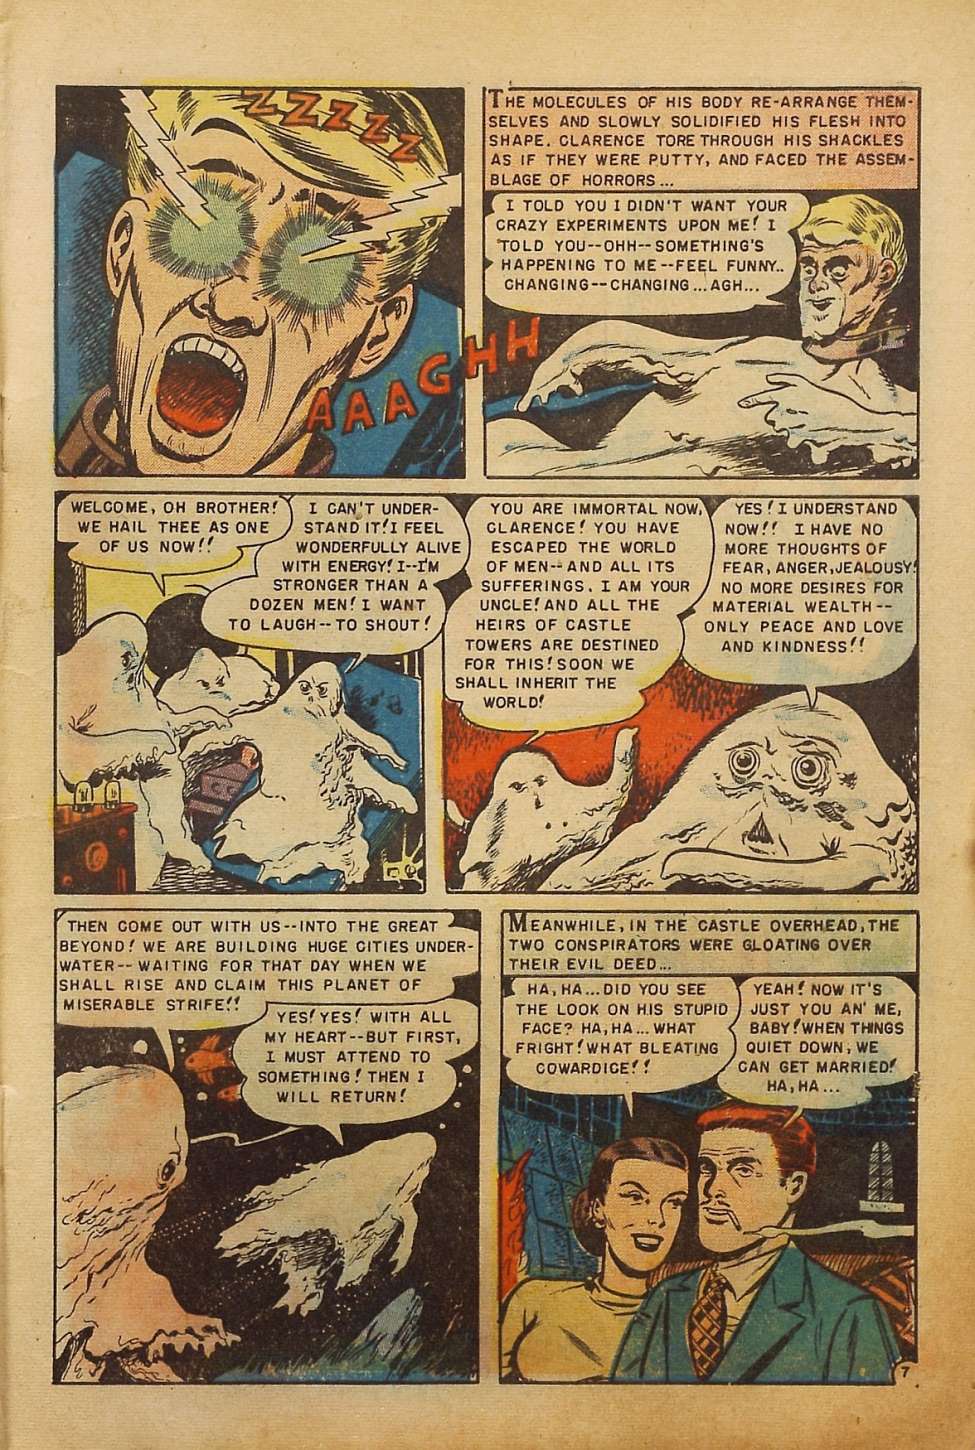 ZZZZZZ
AAAGHH
THE MOLECULES OF HIS BODY RE-ARRANGE THEM-
SELVES AND SLOWLY SOLIDIFIED HIS FLESH INTO
SHAPE. CLARENCE TORE THROUGH HIS SHACKLES
AS IF THEY WERE PUTTY, AND FACED THE ASSEM-
BLAGE OF HORRORS...
I TOLD YOU I DIDN'T WANT YOUR
CRAZY EXPERIMENTS UPON ME! I
TOLD YOU--OHH--SOMETHING'S
HAPPENING TO ME--FEEL FUNNY..
CHANGING--CHANGING...AGH...
WELCOME, OH BROTHER!
WE HAIL THEE AS ONE
OF US NOW!!
I CAN'T UNDER-
STAND IT! I FEEL
WONDERFULLY ALIVE
WITH ENERGY! I--I'M
STRONGER THAN A
DOZEN MEN! I WANT
TO LAUGH--TO SHOUT!
YOU ARE IMMORTAL NOW,
CLARENCE! YOU HAVE
ESCAPED THE WORLD
OF MEN--AND ALL ITS
SUFFERINGS. I AM YOUR
UNCLE! AND ALL THE
HEIRS OF CASTLE
TOWERS ARE DESTINED
FOR THIS! SOON WE
SHALL INHERIT THE
WORLD!
YES! I UNDERSTAND
NOW!! I HAVE NO
MORE THOUGHTS OF
FEAR, ANGER, JEALOUSY!
NO MORE DESIRES FOR
MATERIAL WEALTH--
ONLY PEACE AND LOVE
AND KINDNESS!!
THEN COME OUT WITH US--INTO THE GREAT
BEYOND! WE ARE BUILDING HUGE CITIES UNDER-
WATER--WAITING FOR THAT DAY WHEN WE
SHALL RISE AND CLAIM THIS PLANET OF
MISERABLE STRIFE!!
YES! YES! WITH ALL
MY HEART--BUT FIRST,
I MUST ATTEND TO
SOMETHING! THEN I
WILL RETURN!
MEANWHILE, IN THE CASTLE OVERHEAD, THE
TWO CONSPIRATORS WERE GLOATING OVER
THEIR EVIL DEED...
HA, HA...DID YOU SEE
THE LOOK ON HIS STUPID
FACE? HA, HA...WHAT
FRIGHT! WHAT BLEATING
COWARDICE!!
YEAH! NOW IT'S
JUST YOU AN' ME,
BABY! WHEN THINGS
QUIET DOWN, WE
CAN GET MARRIED!
HA, HA...
7